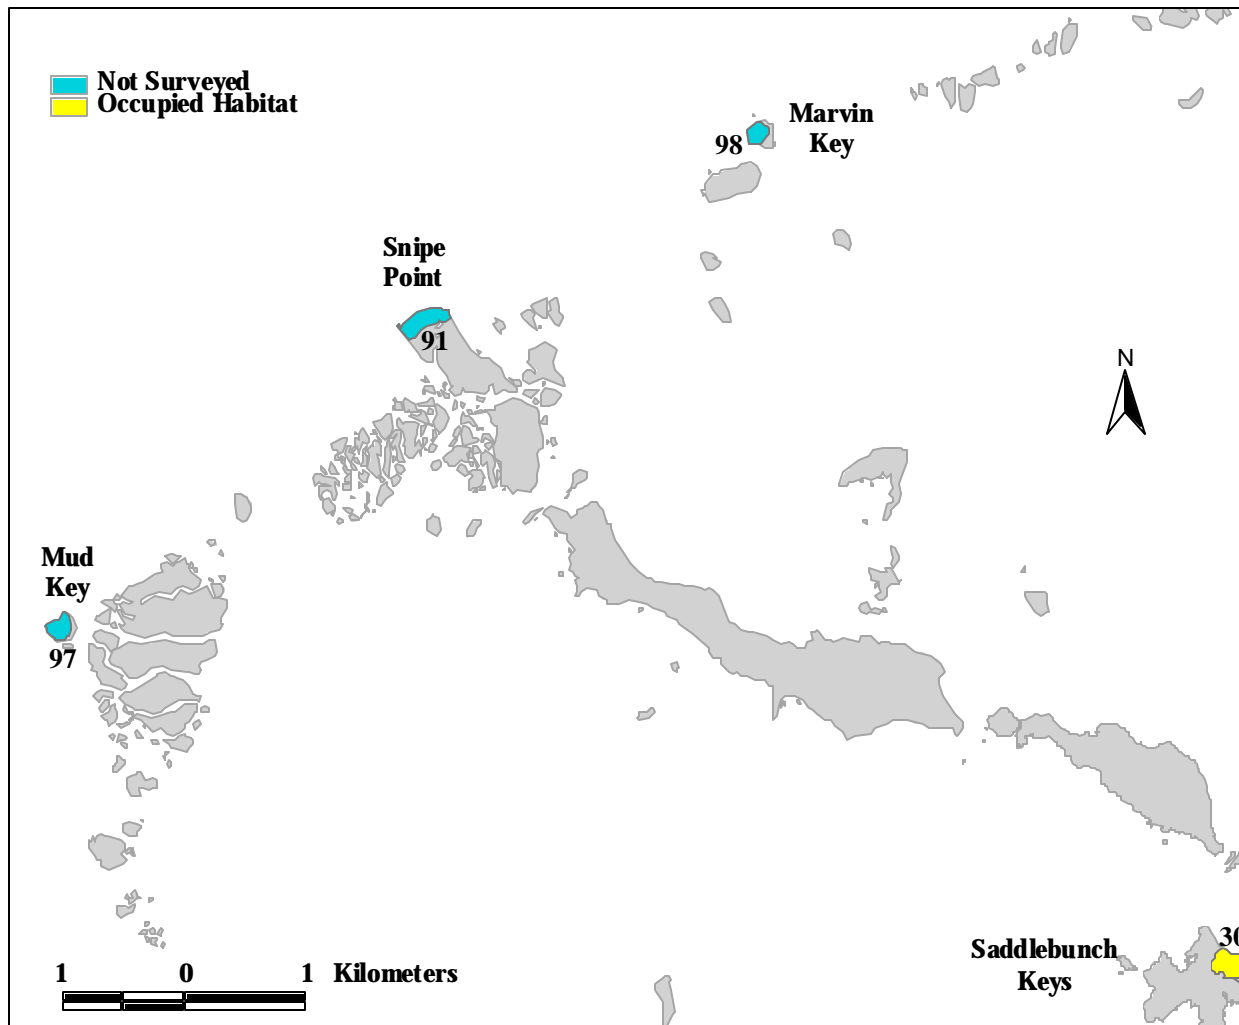 Not Surveyed
Occupied Habitat
Marvin
Key
98
Snipe
Point
91
N
Mud
Key
97
30
Saddlebunch
Keys
1 0 1 Kilometers